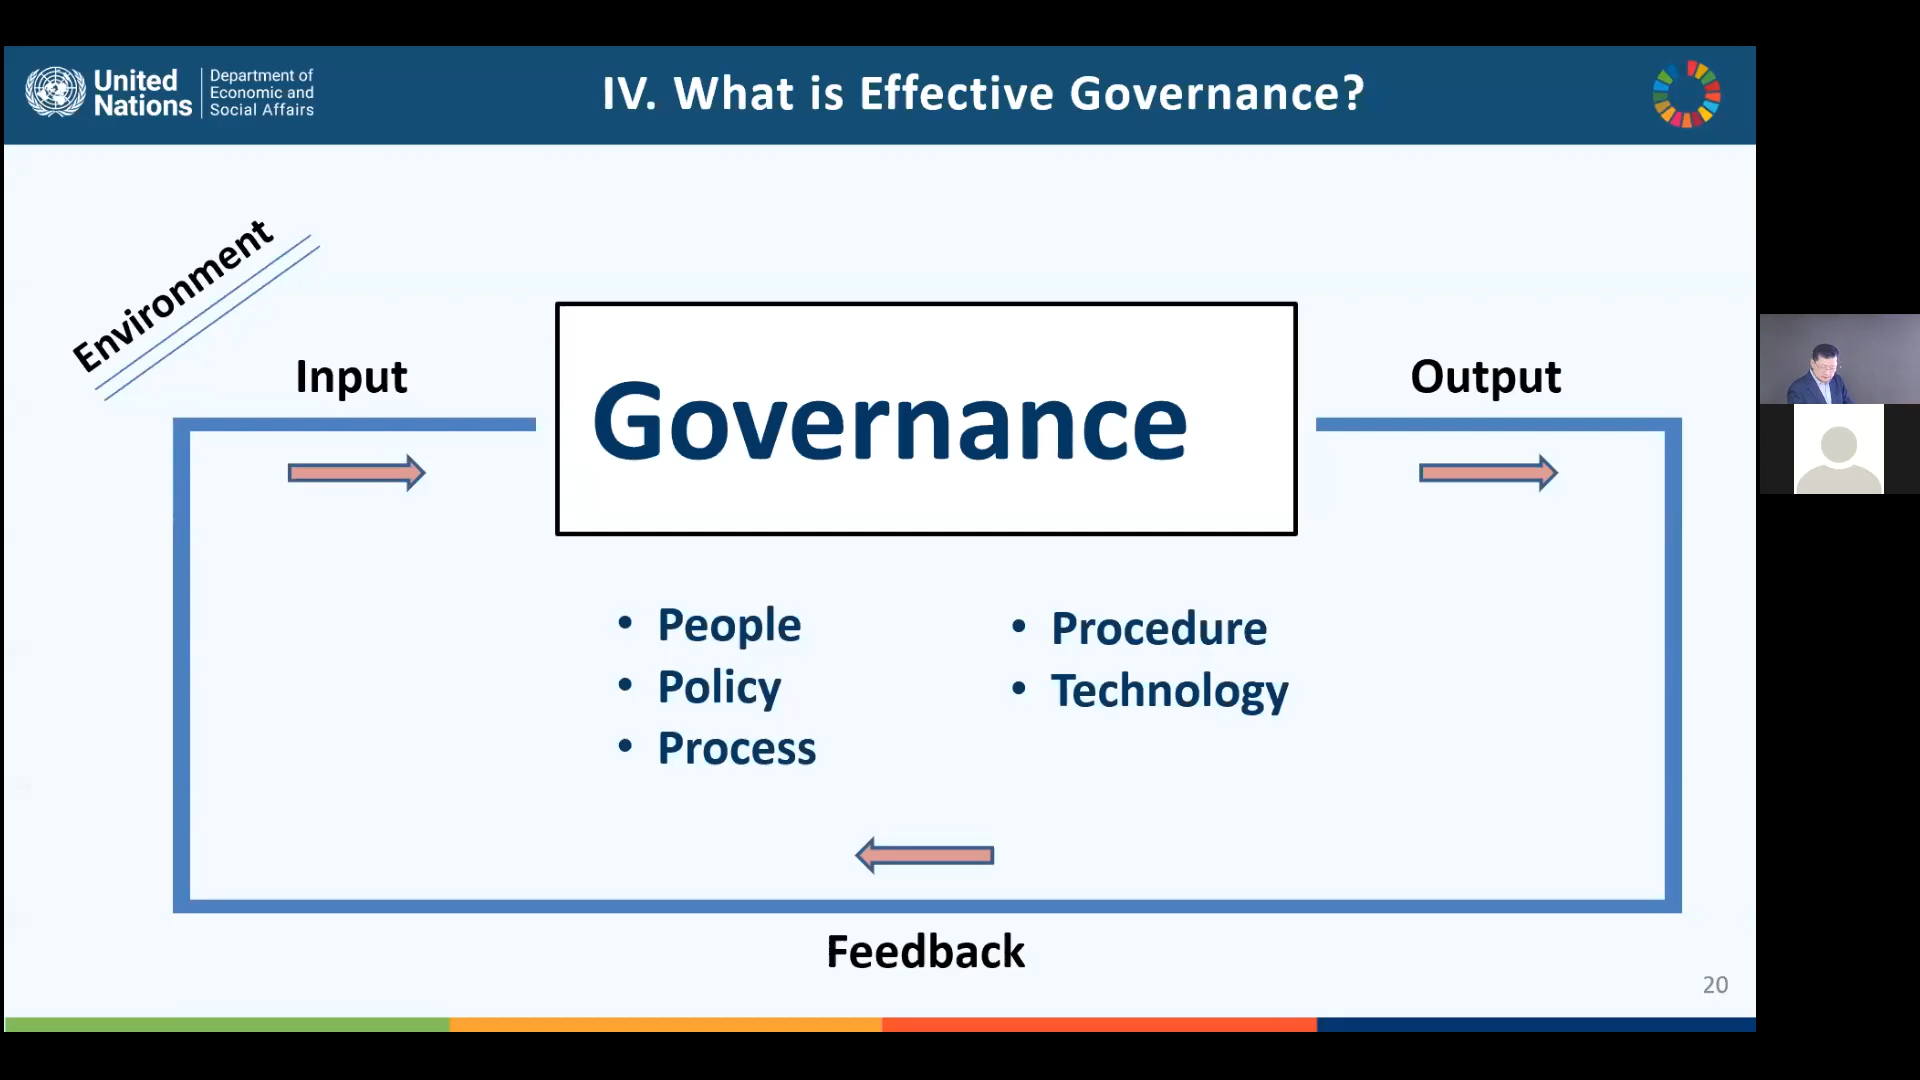 United
Nations
Department of
Economic and
Social Affairs
IV. What is Effective Governance?
Environment
Input
Governance
Output
• People
• Policy
• Process
• Procedure
• Technology
Feedback
20